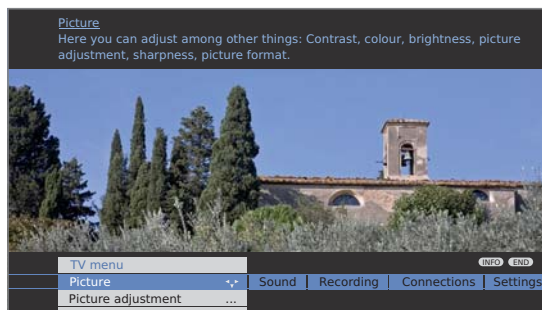 Picture
Here you can adjust among other things: Contrast, colour, brightness, picture
adjustment, sharpness, picture format.
TV menu
INFO END
Picture Sound Recording Connections Settings
Picture adjustment ...